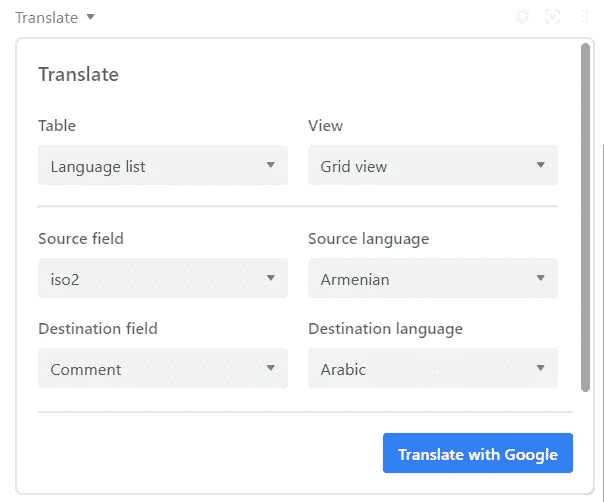 Translate
Translate
Table View
Language list Grid view
Source field Source language
iso2 Armenian
Destination field Destination language
Comment Arabic
Translate with Google